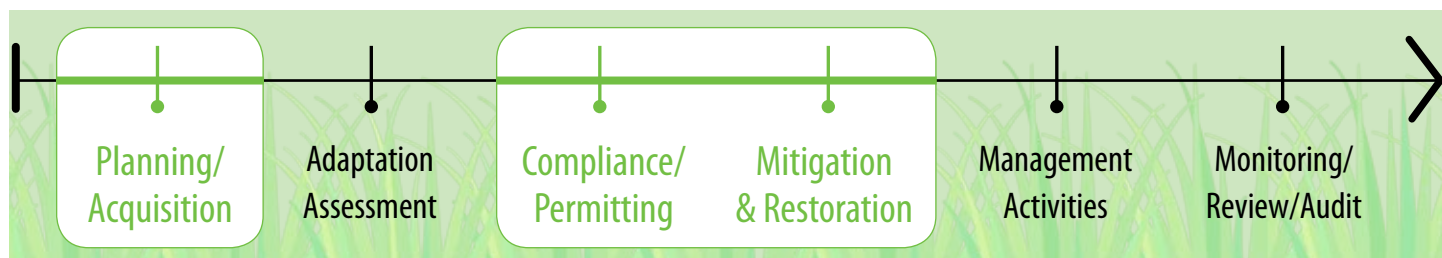 Planning/
Acquisition
Adaptation
Assessment
Compliance/
Permitting
Mitigation
& Restoration
Management
Activities
Monitoring/
Review/Audit